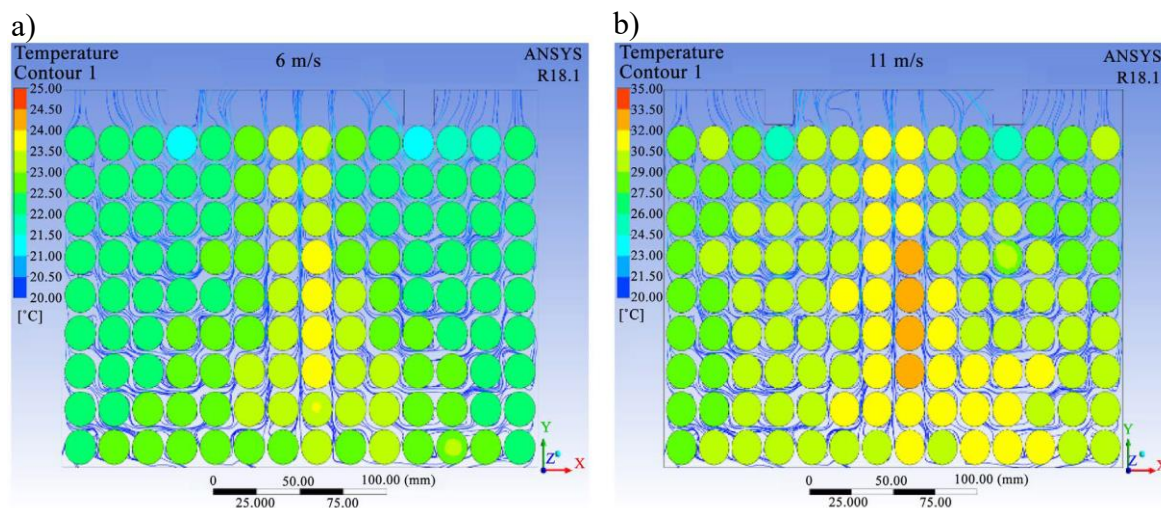 a)
Temperature
Contour 1
6 m/s
ANSYS
R18.1
25.00
24.50
24.00
23.50
23.00
22.50
22.00
21.50
21.00
20.50
20.00
[˚C]
Y
Z
X
0 50.00 100.00 (mm)
25.000 75.00
b)
Temperature
Contour 1
11 m/s
ANSYS
R18.1
35.00
33.50
32.00
30.50
29.00
27.50
26.00
24.50
23.00
21.50
20.00
[˚C]
Y
Z
X
0 50.00 100.00 (mm)
25.000 75.00